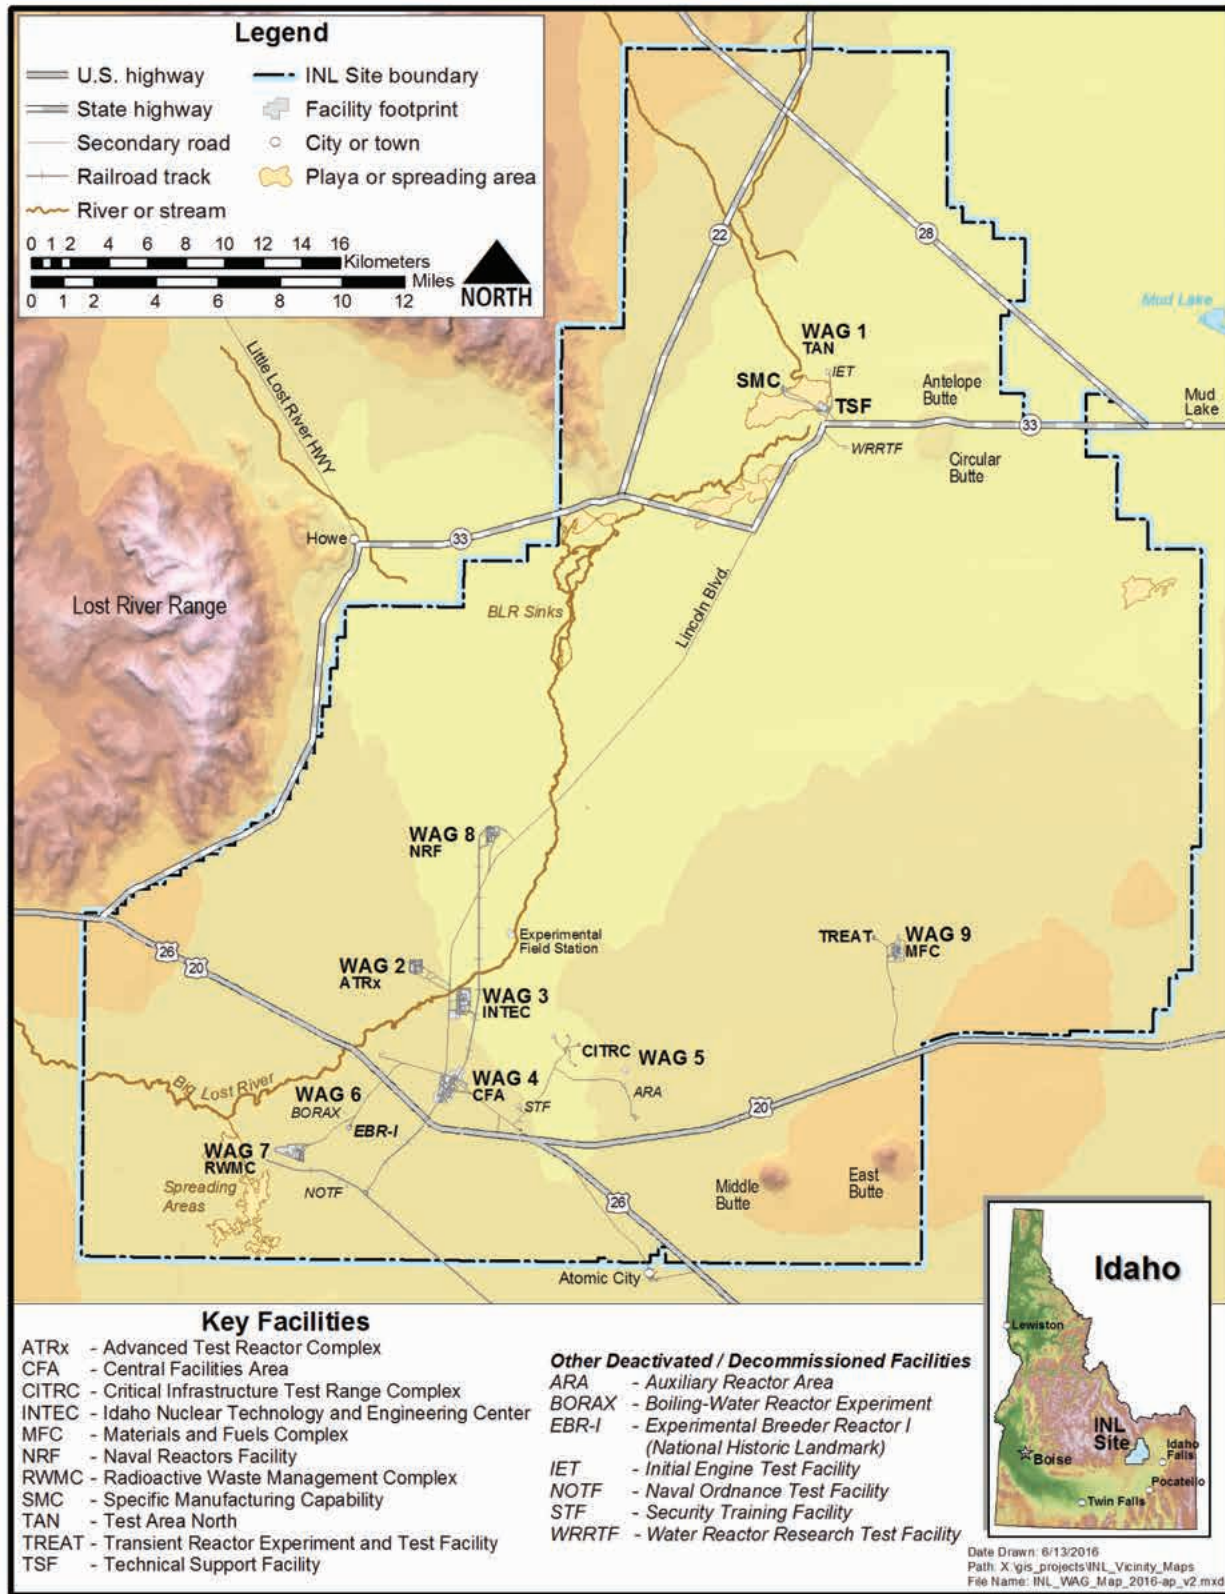 Legend
U.S. highway
State highway
Secondary road
Railroad track
River or stream
INL Site boundary
Facility footprint
City or town
Playa or spreading area
0 1 2 4 6 8 10 12 14 16
Kilometers
Miles
0 1 2 4 6 8 10 12
NORTH
22
28
Mud Lake
Little Lost River HWY
WAG 1
TAN
IET
SMC
TSF
Antelope
Butte
Mud
Lake
33
WRRTF
Circular
Butte
Howe
33
Lost River Range
BLR Sinks
Lincoln Blvd.
WAG 8
NRF
Experimental
Field Station
TREAT
WAG 9
MFC
26
20
WAG 2
ATRx
WAG 3
INTEC
CITRC
WAG 5
Big Lost River
WAG 6
BORAX
WAG 4
CFA
STF
ARA
20
EBR-I
WAG 7
RWMC
Spreading
Areas
NOTF
Middle
Butte
East
Butte
26
Atomic City
Idaho
Lewiston
INL
Site
Boise
Idaho
Falls
Pocatello
Twin Falls
Key Facilities
ATRx - Advanced Test Reactor Complex
CFA - Central Facilities Area
CITRC - Critical Infrastructure Test Range Complex
INTEC - Idaho Nuclear Technology and Engineering Center
MFC - Materials and Fuels Complex
NRF - Naval Reactors Facility
RWMC - Radioactive Waste Management Complex
SMC - Specific Manufacturing Capability
TAN - Test Area North
TREAT - Transient Reactor Experiment and Test Facility
TSF - Technical Support Facility
Other Deactivated / Decommissioned Facilities
ARA - Auxiliary Reactor Area
BORAX - Boiling-Water Reactor Experiment
EBR-I - Experimental Breeder Reactor I
(National Historic Landmark)
IET - Initial Engine Test Facility
NOTF - Naval Ordnance Test Facility
STF - Security Training Facility
WRRTF - Water Reactor Research Test Facility
Date Drawn: 6/13/2016
Path: X:\gis_projects\INL_Vicinity_Maps
File Name: INL_WAG_Map_2016-ap_v2.mxd